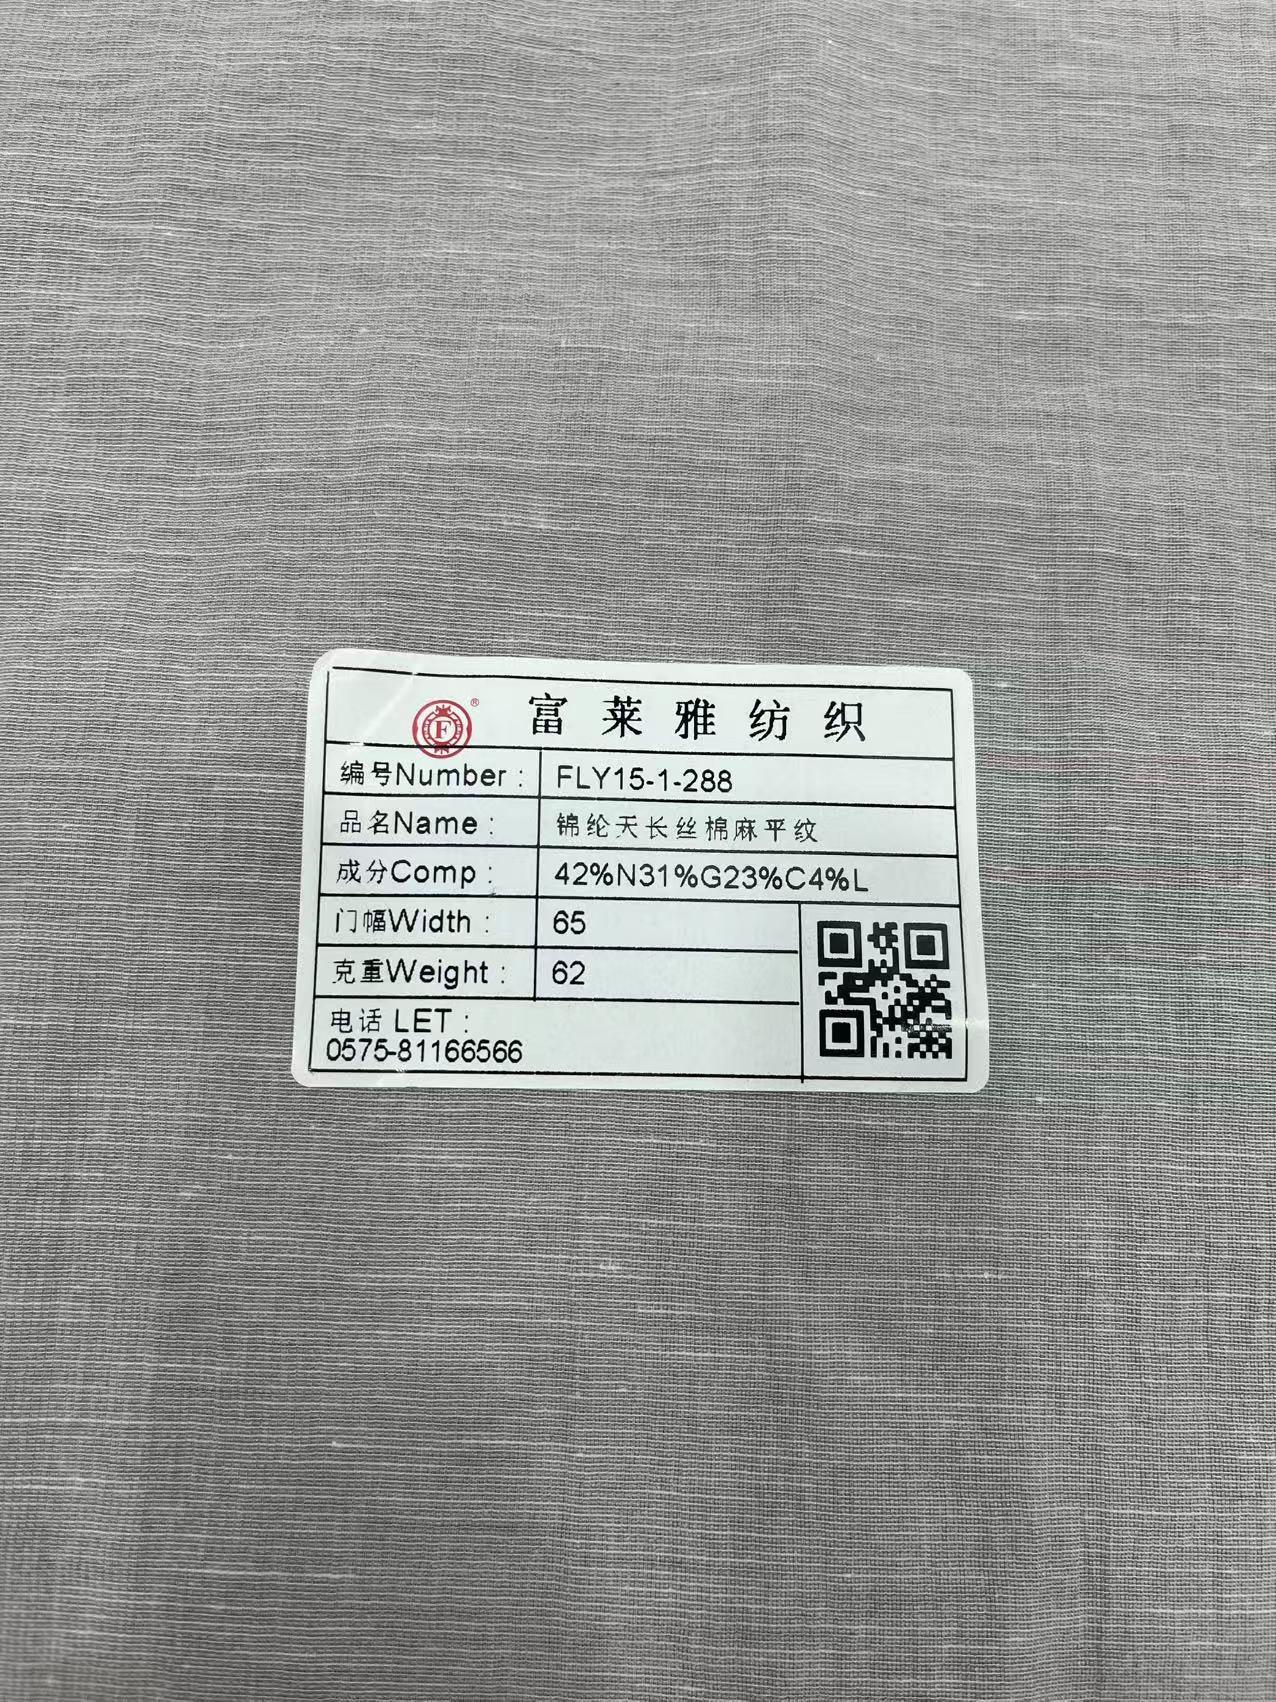 F ®
富莱雅纺织
编号Number: FLY15-1-288
品名Name: 锦纶天长丝棉麻平纹
成分Comp: 42%N31%G23%C4%L
门幅Width: 65
克重Weight: 62
电话 LET:
0575-81166566